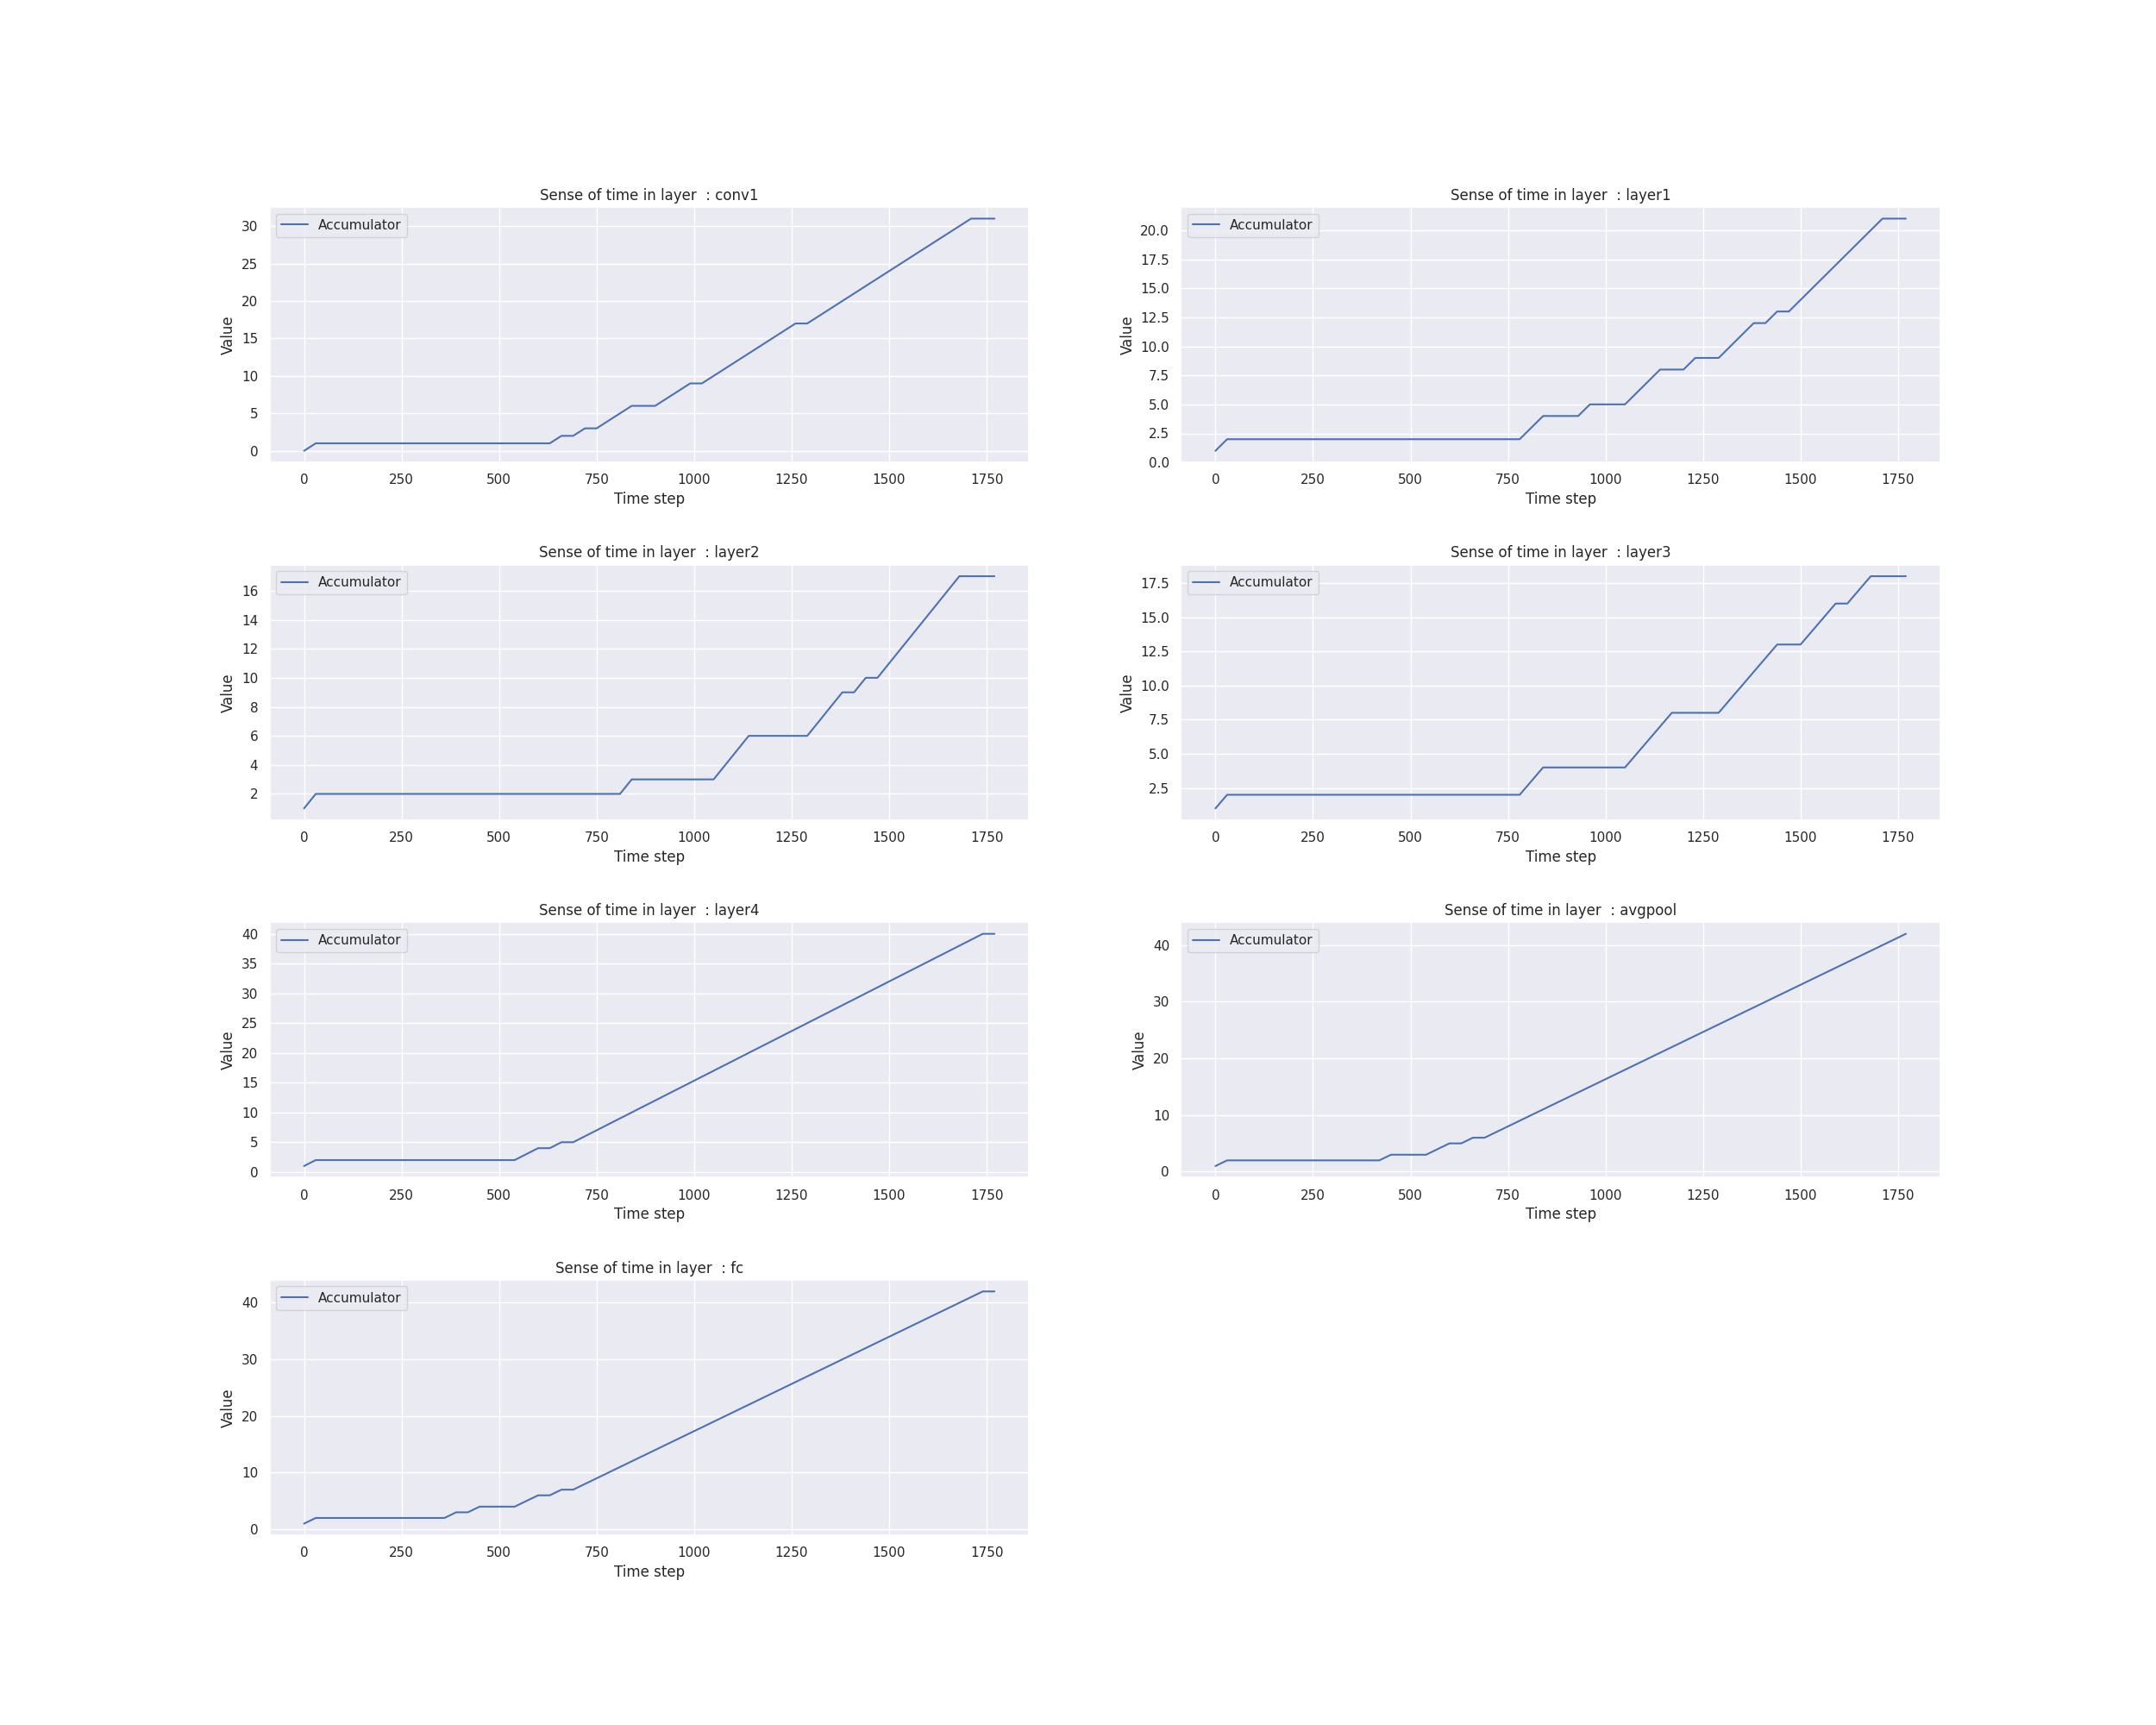 Sense of time in layer  : conv1
Accumulator
30
25
20
15
10
5
0
Value
0 250 500 750 1000 1250 1500 1750
Time step
Sense of time in layer  : layer1
Accumulator
20.0
17.5
15.0
12.5
10.0
7.5
5.0
2.5
0.0
Value
0 250 500 750 1000 1250 1500 1750
Time step
Sense of time in layer  : layer2
Accumulator
16
14
12
10
8
6
4
2
Value
0 250 500 750 1000 1250 1500 1750
Time step
Sense of time in layer  : layer3
Accumulator
17.5
15.0
12.5
10.0
7.5
5.0
2.5
Value
0 250 500 750 1000 1250 1500 1750
Time step
Sense of time in layer  : layer4
Accumulator
40
35
30
25
20
15
10
5
0
Value
0 250 500 750 1000 1250 1500 1750
Time step
Sense of time in layer  : avgpool
Accumulator
40
30
20
10
0
Value
0 250 500 750 1000 1250 1500 1750
Time step
Sense of time in layer  : fc
Accumulator
40
30
20
10
0
Value
0 250 500 750 1000 1250 1500 1750
Time step